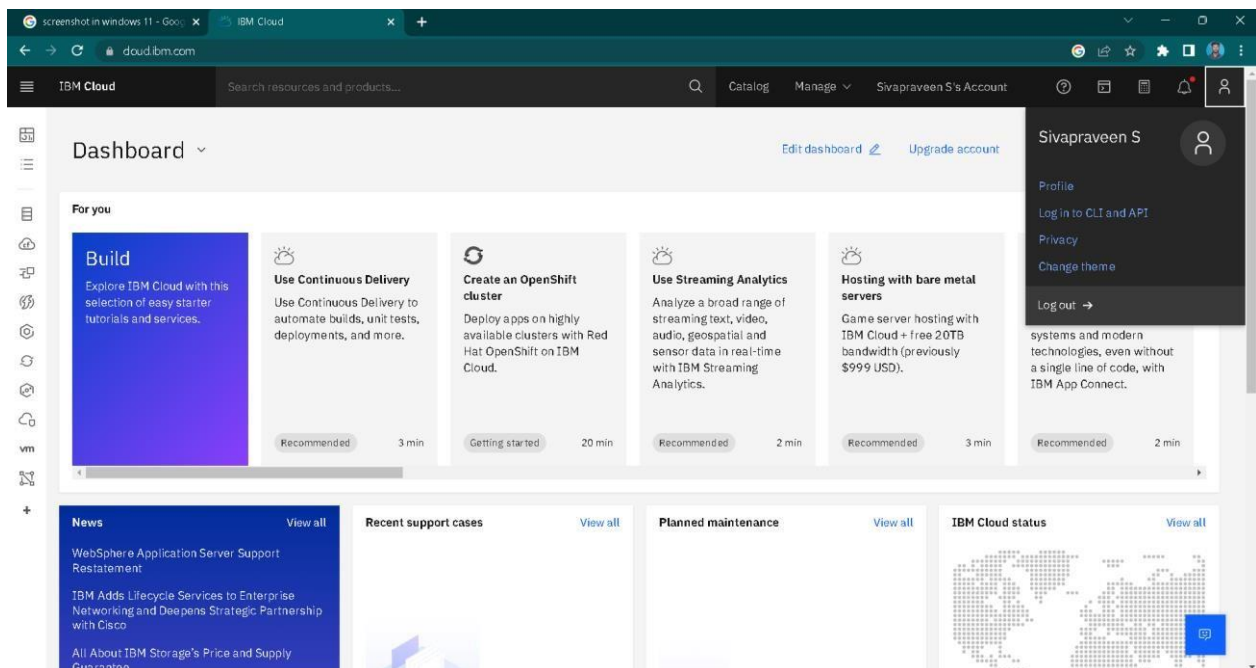 screenshot in windows 11 - Goog
IBM Cloud
cloud.ibm.com
IBM Cloud
Search resources and products...
Catalog
Manage
Sivapraveen S's Account
Dashboard
Edit dashboard
Upgrade account
Sivapraveen S
Profile
Log in to CLI and API
Privacy
Change theme
Log out →
For you
Build
Explore IBM Cloud with this
selection of easy starter
tutorials and services.
Use Continuous Delivery
Use Continuous Delivery to
automate builds, unit tests,
deployments, and more.
Recommended
3 min
Create an OpenShift
cluster
Deploy apps on highly
available clusters with Red
Hat OpenShift on IBM
Cloud.
Getting started
20 min
Use Streaming Analytics
Analyze a broad range of
streaming text, video,
audio, geospatial and
sensor data in real-time
with IBM Streaming
Analytics.
Recommended
2 min
Hosting with bare metal
servers
Game server hosting with
IBM Cloud + free 20TB
bandwidth (previously
$999 USD).
Recommended
3 min
systems and modern
technologies, even without
a single line of code, with
IBM App Connect.
Recommended
2 min
vm
News
View all
WebSphere Application Server Support
Restatement
IBM Adds Lifecycle Services to Enterprise
Networking and Deepens Strategic Partnership
with Cisco
All About IBM Storage's Price and Supply
Guarantee
Recent support cases
View all
Planned maintenance
View all
IBM Cloud status
View all